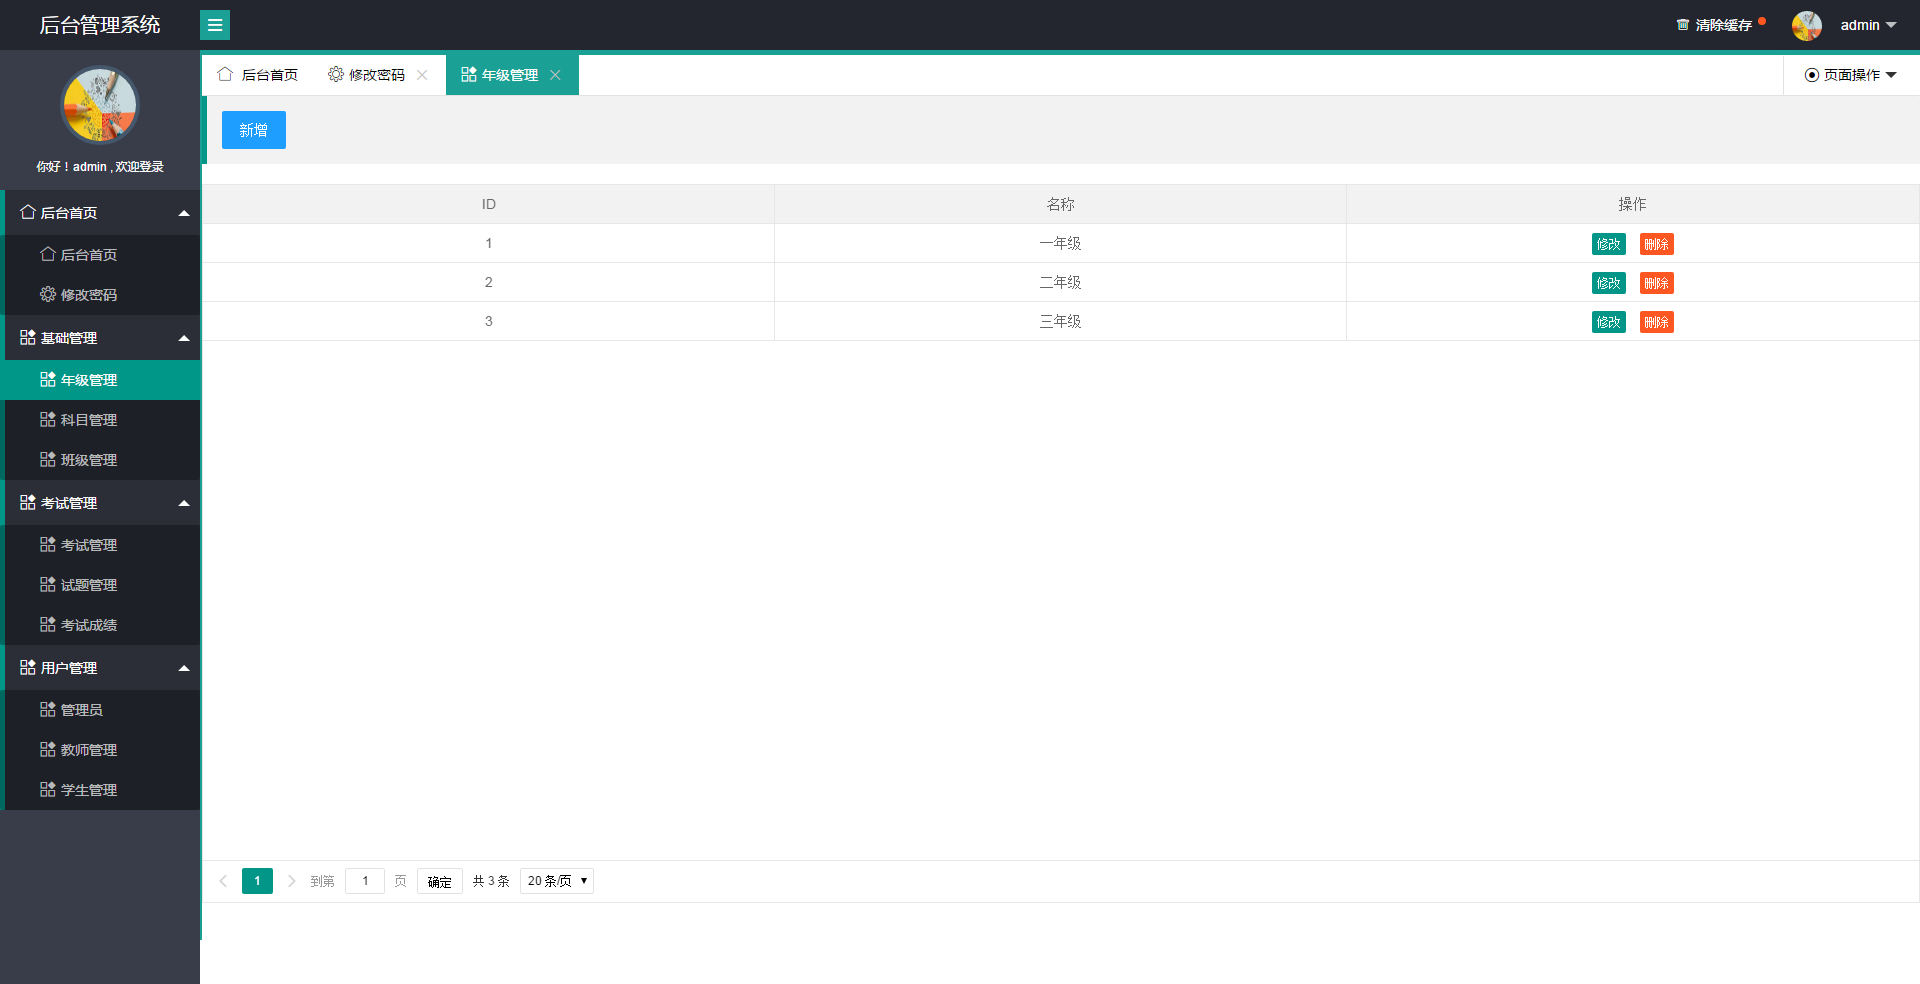 后台管理系统
清除缓存
admin
后台首页
修改密码
年级管理
页面操作
你好！admin , 欢迎登录
后台首页
后台首页
修改密码
基础管理
年级管理
科目管理
班级管理
考试管理
考试管理
试题管理
考试成绩
用户管理
管理员
教师管理
学生管理
新增
ID 名称 操作
1 一年级 修改 删除
2 二年级 修改 删除
3 三年级 修改 删除
1 到第 1 页 确定 共 3 条 20 条/页